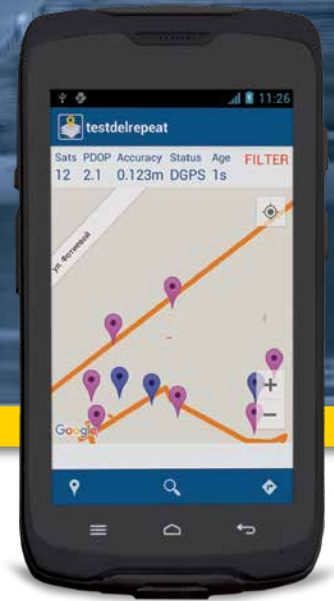 11:26
testdelrepeat
Sats PDOP Accuracy Status Age FILTER
12 2.1 0.123m DGPS 1s
ул. Фотиевой
Google